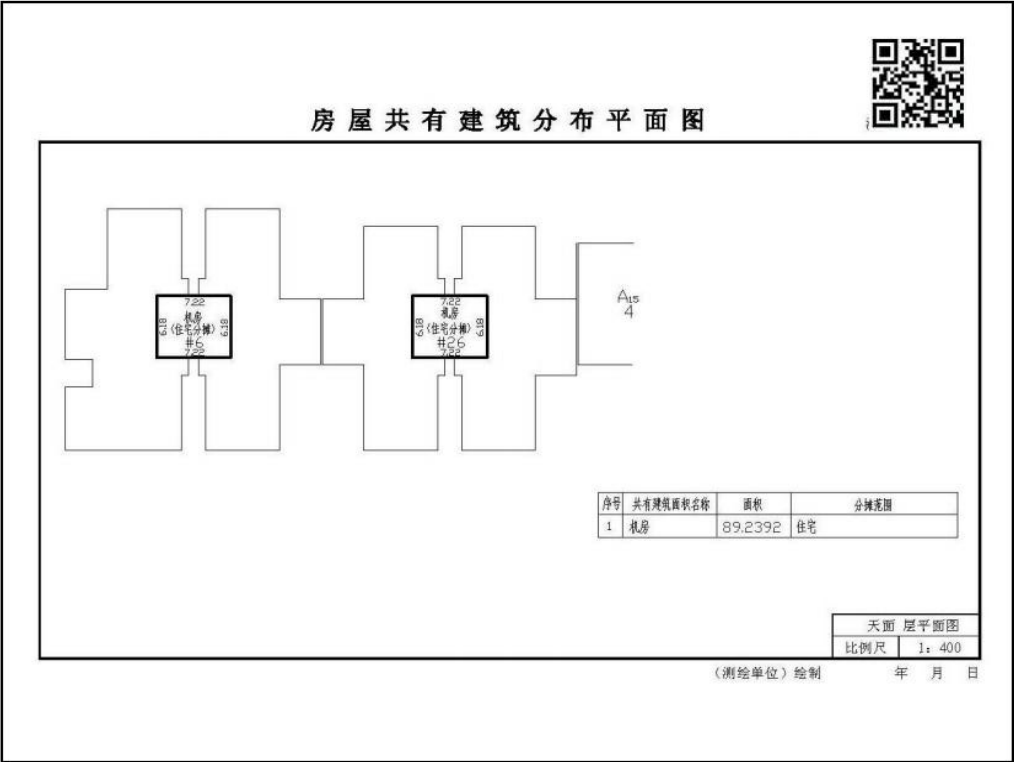 房屋共有建筑分布平面图
7.22
机房
6.18 (住宅分摊) 6.18
#6
7.22
7.22
机房
6.18 (住宅分摊) 6.18
#26
7.22
A15
4
序号 共有建筑面积名称 面积 分摊范围
1 机房 89.2392 住宅
天面 层平面图
比例尺 1：400
（测绘单位）绘制 年 月 日